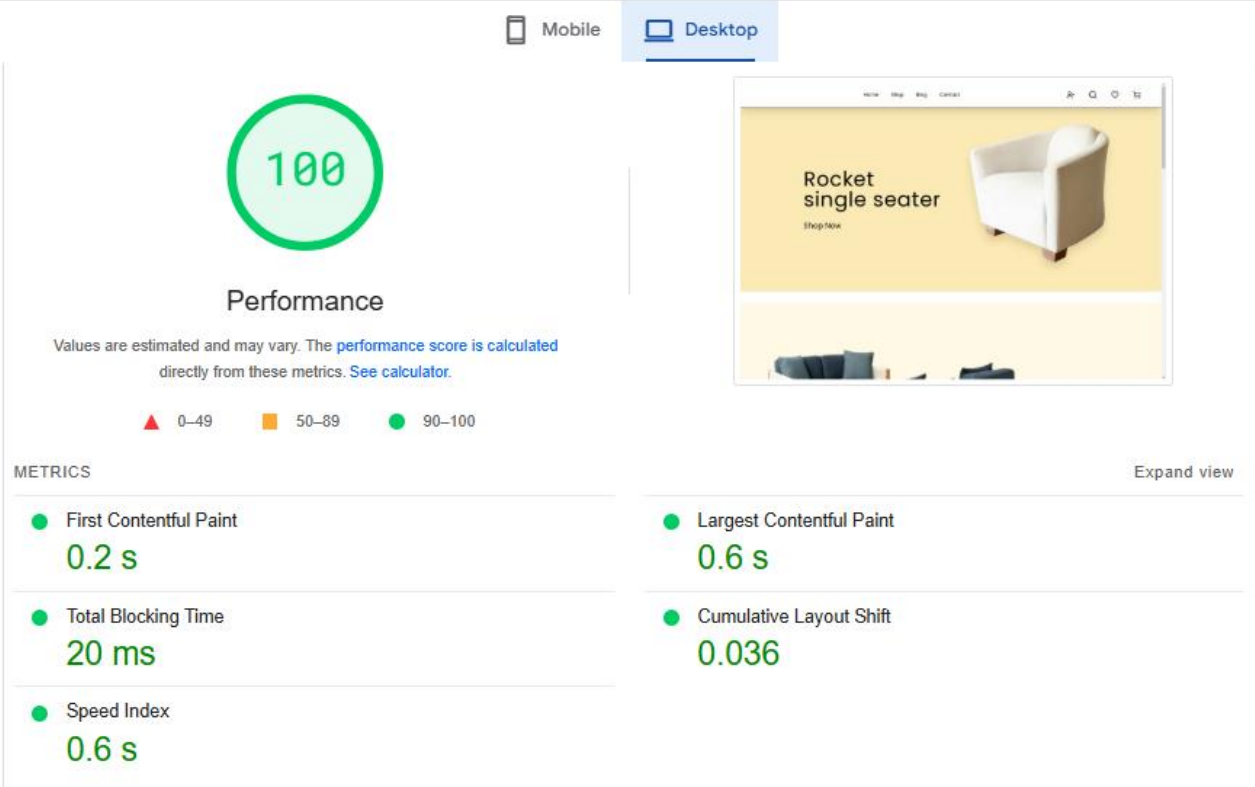 Mobile
Desktop
100
Performance
Values are estimated and may vary. The performance score is calculated
directly from these metrics. See calculator.
0–49
50–89
90–100
Home Shop Blog Contact
Rocket
single seater
Shop Now
METRICS
Expand view
First Contentful Paint
0.2 s
Largest Contentful Paint
0.6 s
Total Blocking Time
20 ms
Cumulative Layout Shift
0.036
Speed Index
0.6 s